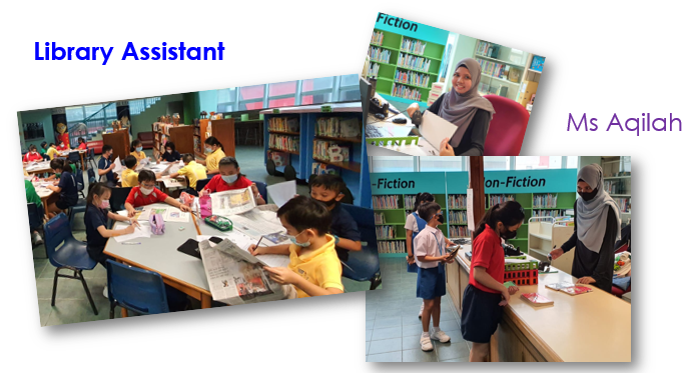 Library Assistant
Fiction
Ms Aqilah
-Fiction
on-Fiction